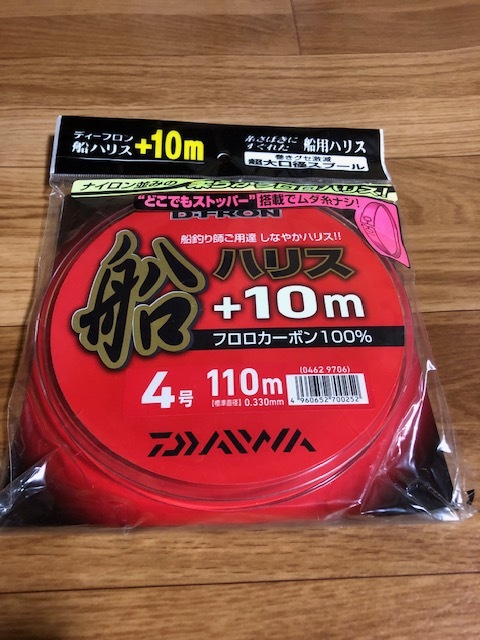 ディーフロン
船ハリス+10m
糸さばきに
すぐれた 船用ハリス
巻きグセ激減
超大口径スプール
ナイロン並みの柔らかさ
"どこでもストッパー"搭載でムダ糸ナシ!
D-FRON
船釣り師ご用達 しなやかハリス!!
船ハリス
+10m
フロロカーボン100%
4号 110m
【標準直径】0.330mm
(0462 9706)
4 960652 700252
DAIWA